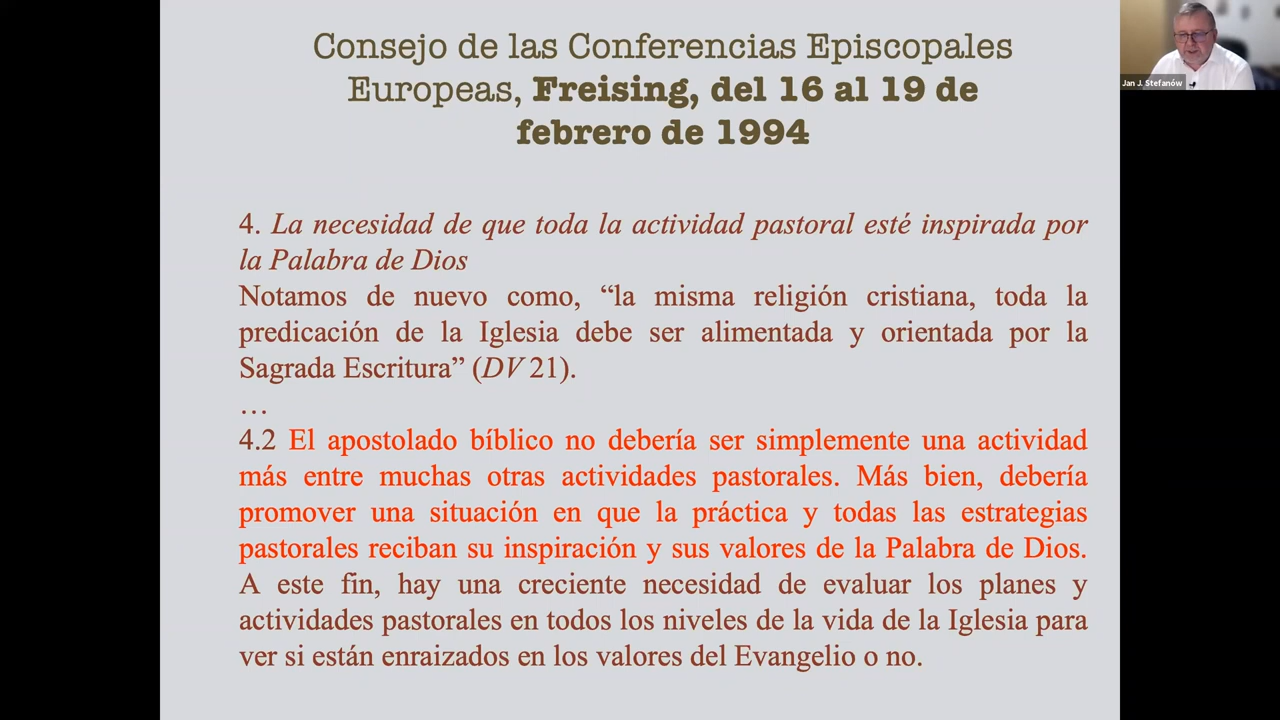 Consejo de las Conferencias Episcopales
Europeas, Freising, del 16 al 19 de
febrero de 1994
Jan J. Stefanów
4. La necesidad de que toda la actividad pastoral esté inspirada por
la Palabra de Dios
Notamos de nuevo como, “la misma religión cristiana, toda la
predicación de la Iglesia debe ser alimentada y orientada por la
Sagrada Escritura” (DV 21).
…
4.2 El apostolado bíblico no debería ser simplemente una actividad
más entre muchas otras actividades pastorales. Más bien, debería
promover una situación en que la práctica y todas las estrategias
pastorales reciban su inspiración y sus valores de la Palabra de Dios.
A este fin, hay una creciente necesidad de evaluar los planes y
actividades pastorales en todos los niveles de la vida de la Iglesia para
ver si están enraizados en los valores del Evangelio o no.